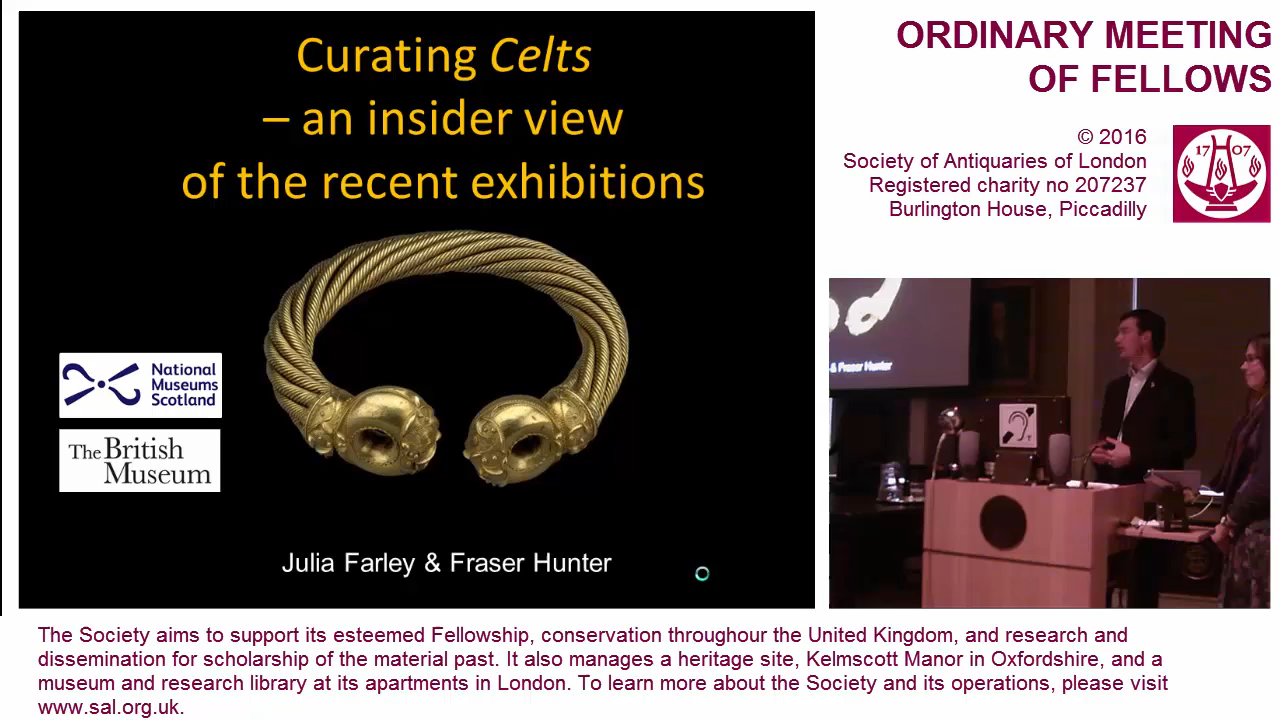 Curating Celts
– an insider view
of the recent exhibitions
National
Museums
Scotland
The British
Museum
Julia Farley & Fraser Hunter
ORDINARY MEETING
OF FELLOWS
© 2016
Society of Antiquaries of London
Registered charity no 207237
Burlington House, Piccadilly
17 07
& Fraser Hunter
The Society aims to support its esteemed Fellowship, conservation throughour the United Kingdom, and research and
dissemination for scholarship of the material past. It also manages a heritage site, Kelmscott Manor in Oxfordshire, and a
museum and research library at its apartments in London. To learn more about the Society and its operations, please visit
www.sal.org.uk.